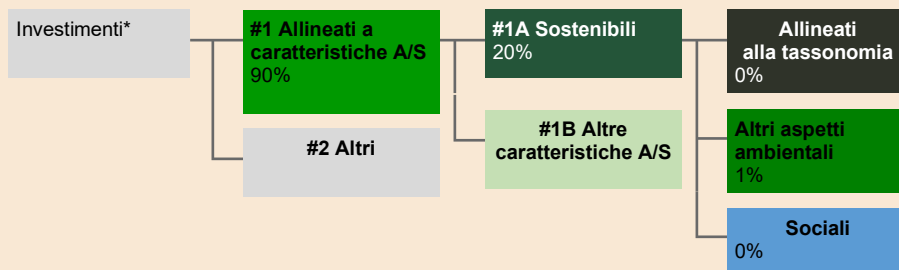 Investimenti*
#1 Allineati a
caratteristiche A/S
90%
#2 Altri
#1A Sostenibili
20%
#1B Altre
caratteristiche A/S
Allineati
alla tassonomia
0%
Altri aspetti
ambientali
1%
Sociali
0%